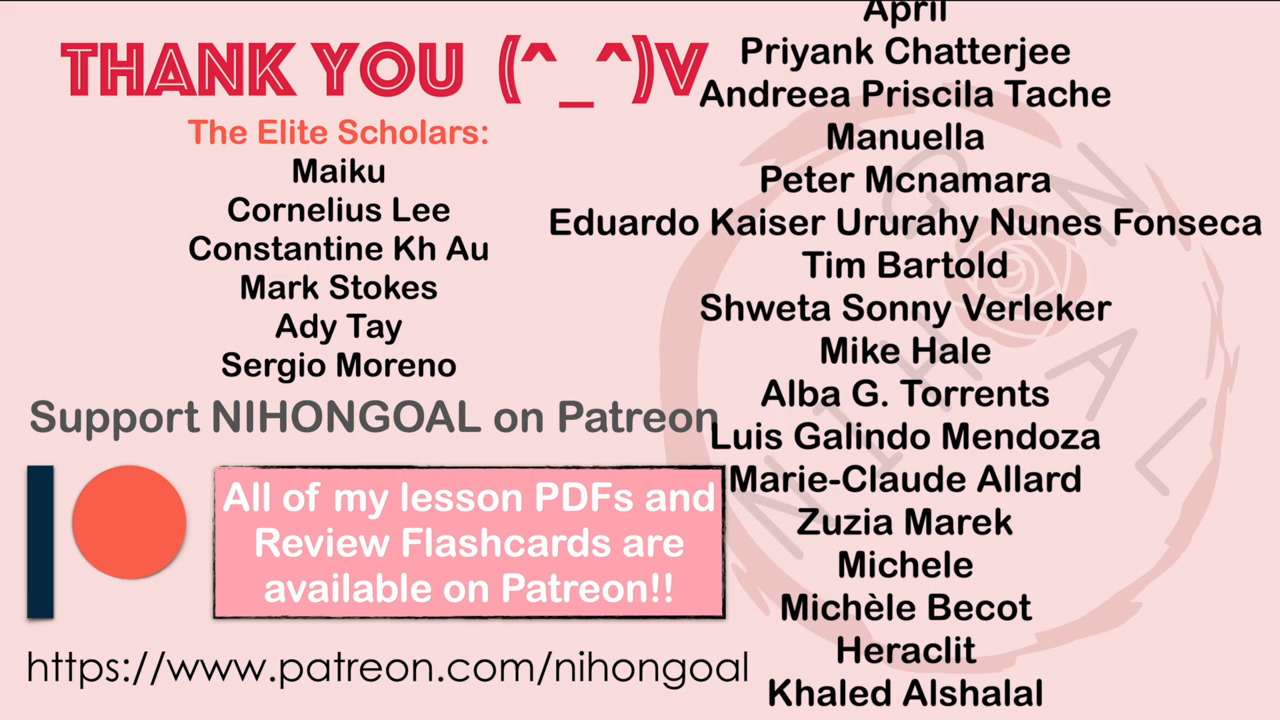 THANK YOU (^_^)V
The Elite Scholars:
Maiku
Cornelius Lee
Constantine Kh Au
Mark Stokes
Ady Tay
Sergio Moreno
Support NIHONGOAL on Patreon
All of my lesson PDFs and
Review Flashcards are
available on Patreon!!
https://www.patreon.com/nihongoal
April
Priyank Chatterjee
Andreea Priscila Tache
Manuella
Peter Mcnamara
Eduardo Kaiser Ururahy Nunes Fonseca
Tim Bartold
Shweta Sonny Verleker
Mike Hale
Alba G. Torrents
Luis Galindo Mendoza
Marie-Claude Allard
Zuzia Marek
Michele
Michèle Becot
Heraclit
Khaled Alshalal
NIHONGOAL